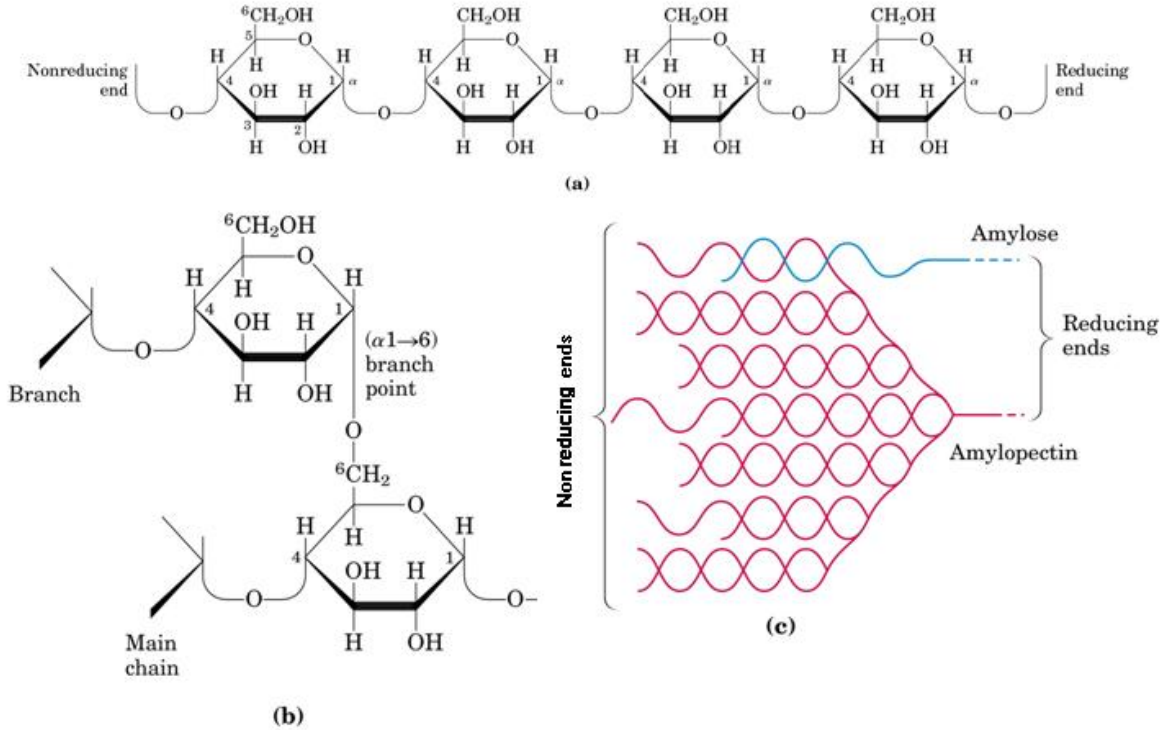 ⁶CH₂OH CH₂OH CH₂OH CH₂OH
5 O O O O
H H H H H H H H
Nonreducing
end
4 H 1 α 4 H 1 α 4 H 1 α 4 H 1 α
Reducing
end
OH H OH H OH H OH H
O O O O O
3 2
H OH H OH H OH H OH
(a)
⁶CH₂OH
O
H H H
4 1
OH H
O
Branch
H OH
(α1→6)
branch
point
O
⁶CH₂
O
H H H
4 1
OH H
O O
Main
chain
H OH
(b)
Nonreducing ends
Amylose
Reducing
ends
Amylopectin
(c)